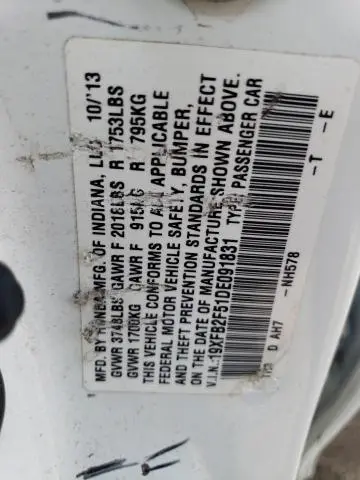 MFD. BY HONDA MFG. OF INDIANA, LLC 10/13
GVWR 3748LBS GAWR F 2018LBS R 1753LBS
GVWR 1700KG GAWR F 915KG R 795KG
THIS VEHICLE CONFORMS TO ALL APPLICABLE
FEDERAL MOTOR VEHICLE SAFETY, BUMPER,
AND THEFT PREVENTION STANDARDS IN EFFECT
ON THE DATE OF MANUFACTURE SHOWN ABOVE.
V.I.N.:19XFB2F51DE091831 TYPE: PASSENGER CAR
D AH7 -NH578 -T -E